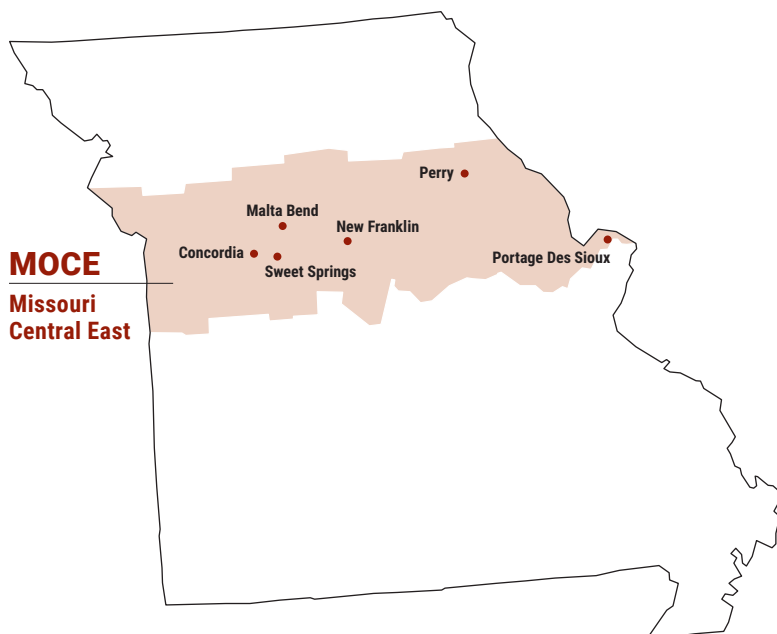 Perry
Malta Bend
New Franklin
Concordia
Sweet Springs
Portage Des Sioux
MOCE
Missouri
Central East